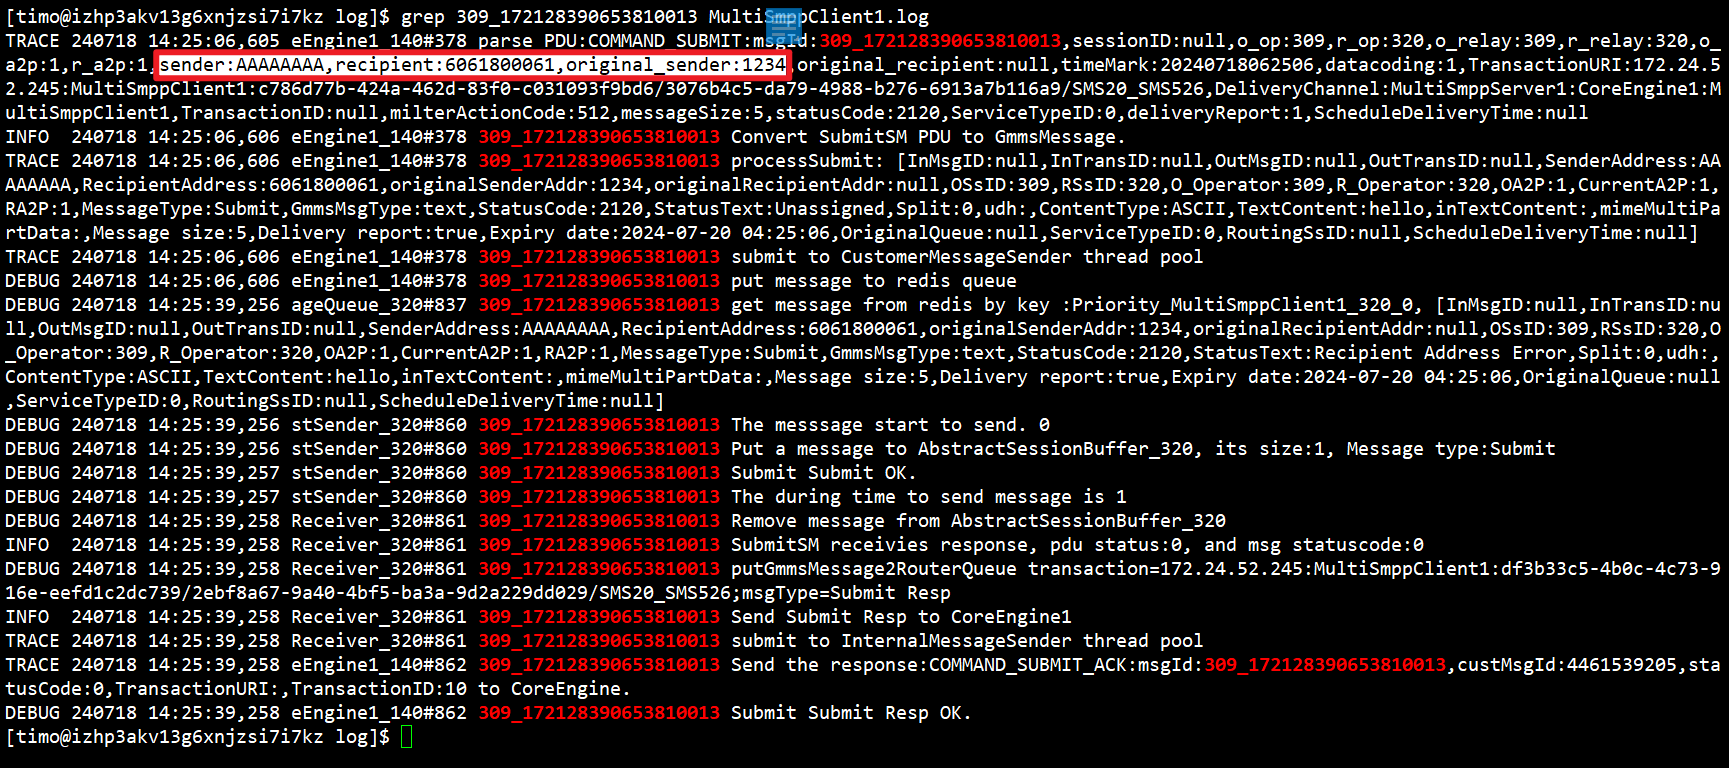 [timo@izhp3akv13g6xnjzsi7i7kz log]$ grep 309_172128390653810013 MultiSmppClient1.log
TRACE 240718 14:25:06,605 eEngine1_140#378 parse PDU:COMMAND_SUBMIT:msgId:309_172128390653810013,sessionID:null,o_op:309,r_op:320,o_relay:309,r_relay:320,o_
a2p:1,r_a2p:1,sender:AAAAAAAA,recipient:6061800061,original_sender:1234,original_recipient:null,timeMark:20240718062506,datacoding:1,TransactionURI:172.24.5
2.245:MultiSmppClient1:c786d77b-424a-462d-83f0-c031093f9bd6/3076b4c5-da79-4988-b276-6913a7b116a9/SMS20_SMS526,DeliveryChannel:MultiSmppServer1:CoreEngine1:M
ultiSmppClient1,TransactionID:null,milterActionCode:512,messageSize:5,statusCode:2120,ServiceTypeID:0,deliveryReport:1,ScheduleDeliveryTime:null
INFO  240718 14:25:06,606 eEngine1_140#378 309_172128390653810013 Convert SubmitSM PDU to GmmsMessage.
TRACE 240718 14:25:06,606 eEngine1_140#378 309_172128390653810013 processSubmit: [InMsgID:null,InTransID:null,OutMsgID:null,OutTransID:null,SenderAddress:AA
AAAAAA,RecipientAddress:6061800061,originalSenderAddr:1234,originalRecipientAddr:null,OSsID:309,RSsID:320,O_Operator:309,R_Operator:320,OA2P:1,CurrentA2P:1,
RA2P:1,MessageType:Submit,GmmsMsgType:text,StatusCode:2120,StatusText:Unassigned,Split:0,udh:,ContentType:ASCII,TextContent:hello,inTextContent:,mimeMultiPa
rtData:,Message size:5,Delivery report:true,Expiry date:2024-07-20 04:25:06,OriginalQueue:null,ServiceTypeID:0,RoutingSsID:null,ScheduleDeliveryTime:null]
TRACE 240718 14:25:06,606 eEngine1_140#378 309_172128390653810013 submit to CustomerMessageSender thread pool
DEBUG 240718 14:25:06,606 eEngine1_140#378 309_172128390653810013 put message to redis queue
DEBUG 240718 14:25:39,256 ageQueue_320#837 309_172128390653810013 get message from redis by key :Priority_MultiSmppClient1_320_0, [InMsgID:null,InTransID:nu
ll,OutMsgID:null,OutTransID:null,SenderAddress:AAAAAAAA,RecipientAddress:6061800061,originalSenderAddr:1234,originalRecipientAddr:null,OSsID:309,RSsID:320,O
_Operator:309,R_Operator:320,OA2P:1,CurrentA2P:1,RA2P:1,MessageType:Submit,GmmsMsgType:text,StatusCode:2120,StatusText:Recipient Address Error,Split:0,udh:,
ContentType:ASCII,TextContent:hello,inTextContent:,mimeMultiPartData:,Message size:5,Delivery report:true,Expiry date:2024-07-20 04:25:06,OriginalQueue:null
,ServiceTypeID:0,RoutingSsID:null,ScheduleDeliveryTime:null]
DEBUG 240718 14:25:39,256 stSender_320#860 309_172128390653810013 The messsage start to send. 0
DEBUG 240718 14:25:39,256 stSender_320#860 309_172128390653810013 Put a message to AbstractSessionBuffer_320, its size:1, Message type:Submit
DEBUG 240718 14:25:39,257 stSender_320#860 309_172128390653810013 Submit Submit OK.
DEBUG 240718 14:25:39,257 stSender_320#860 309_172128390653810013 The during time to send message is 1
DEBUG 240718 14:25:39,258 Receiver_320#861 309_172128390653810013 Remove message from AbstractSessionBuffer_320
INFO  240718 14:25:39,258 Receiver_320#861 309_172128390653810013 SubmitSM receivies response, pdu status:0, and msg statuscode:0
DEBUG 240718 14:25:39,258 Receiver_320#861 309_172128390653810013 putGmmsMessage2RouterQueue transaction=172.24.52.245:MultiSmppClient1:df3b33c5-4b0c-4c73-9
16e-eefd1c2dc739/2ebf8a67-9a40-4bf5-ba3a-9d2a229dd029/SMS20_SMS526;msgType=Submit Resp
INFO  240718 14:25:39,258 Receiver_320#861 309_172128390653810013 Send Submit Resp to CoreEngine1
TRACE 240718 14:25:39,258 Receiver_320#861 309_172128390653810013 submit to InternalMessageSender thread pool
TRACE 240718 14:25:39,258 eEngine1_140#862 309_172128390653810013 Send the response:COMMAND_SUBMIT_ACK:msgId:309_172128390653810013,custMsgId:4461539205,sta
tusCode:0,TransactionURI:,TransactionID:10 to CoreEngine.
DEBUG 240718 14:25:39,258 eEngine1_140#862 309_172128390653810013 Submit Submit Resp OK.
[timo@izhp3akv13g6xnjzsi7i7kz log]$